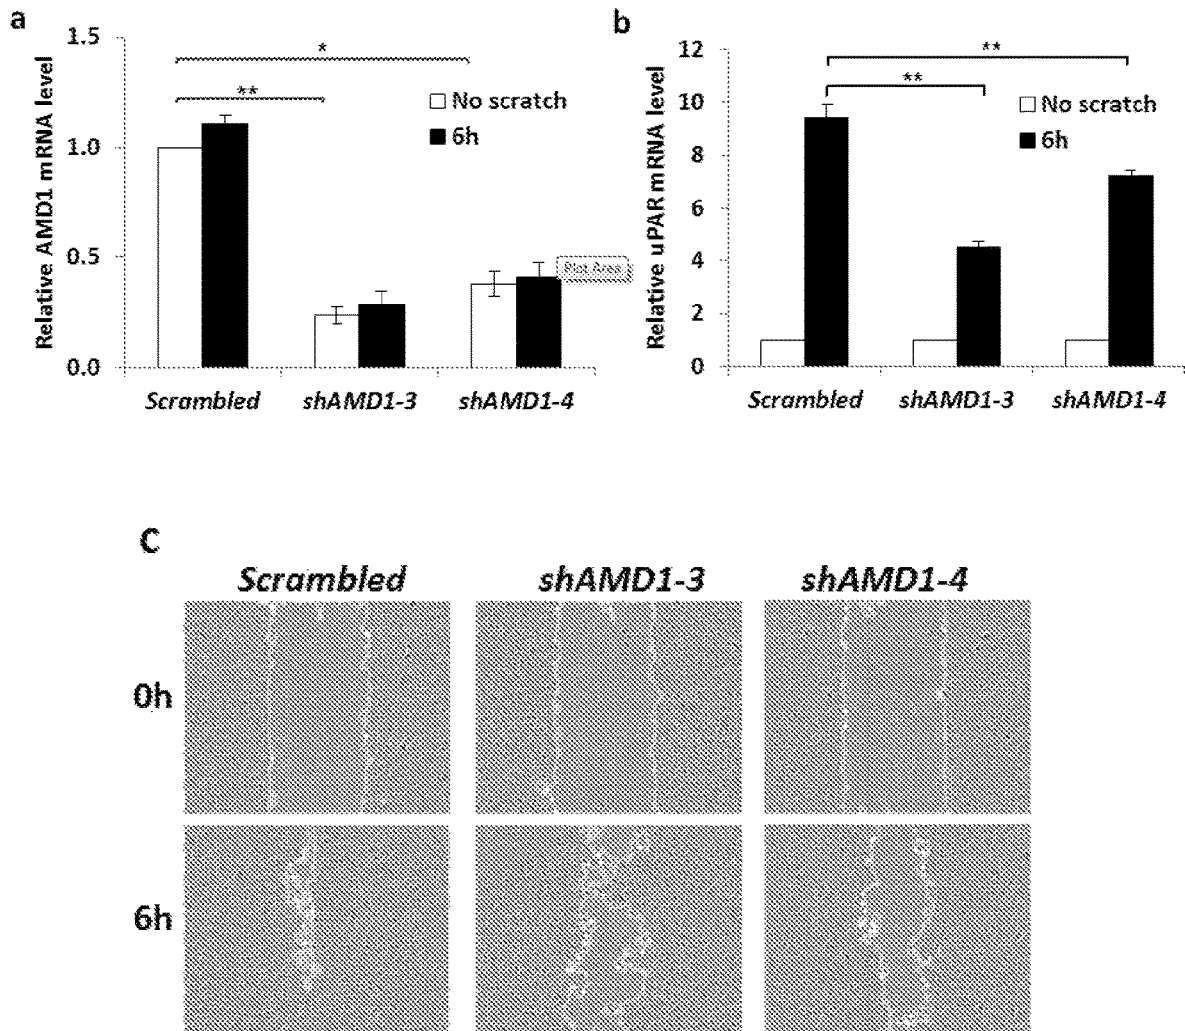 a
Relative AMD1 mRNA level
1.5
1.0
0.5
0.0
*
**
No scratch
6h
Plot Area
Scrambled shAMD1-3 shAMD1-4
b
Relative uPAR mRNA level
12
10
8
6
4
2
0
**
**
No scratch
6h
Scrambled shAMD1-3 shAMD1-4
C
Scrambled shAMD1-3 shAMD1-4
0h
6h